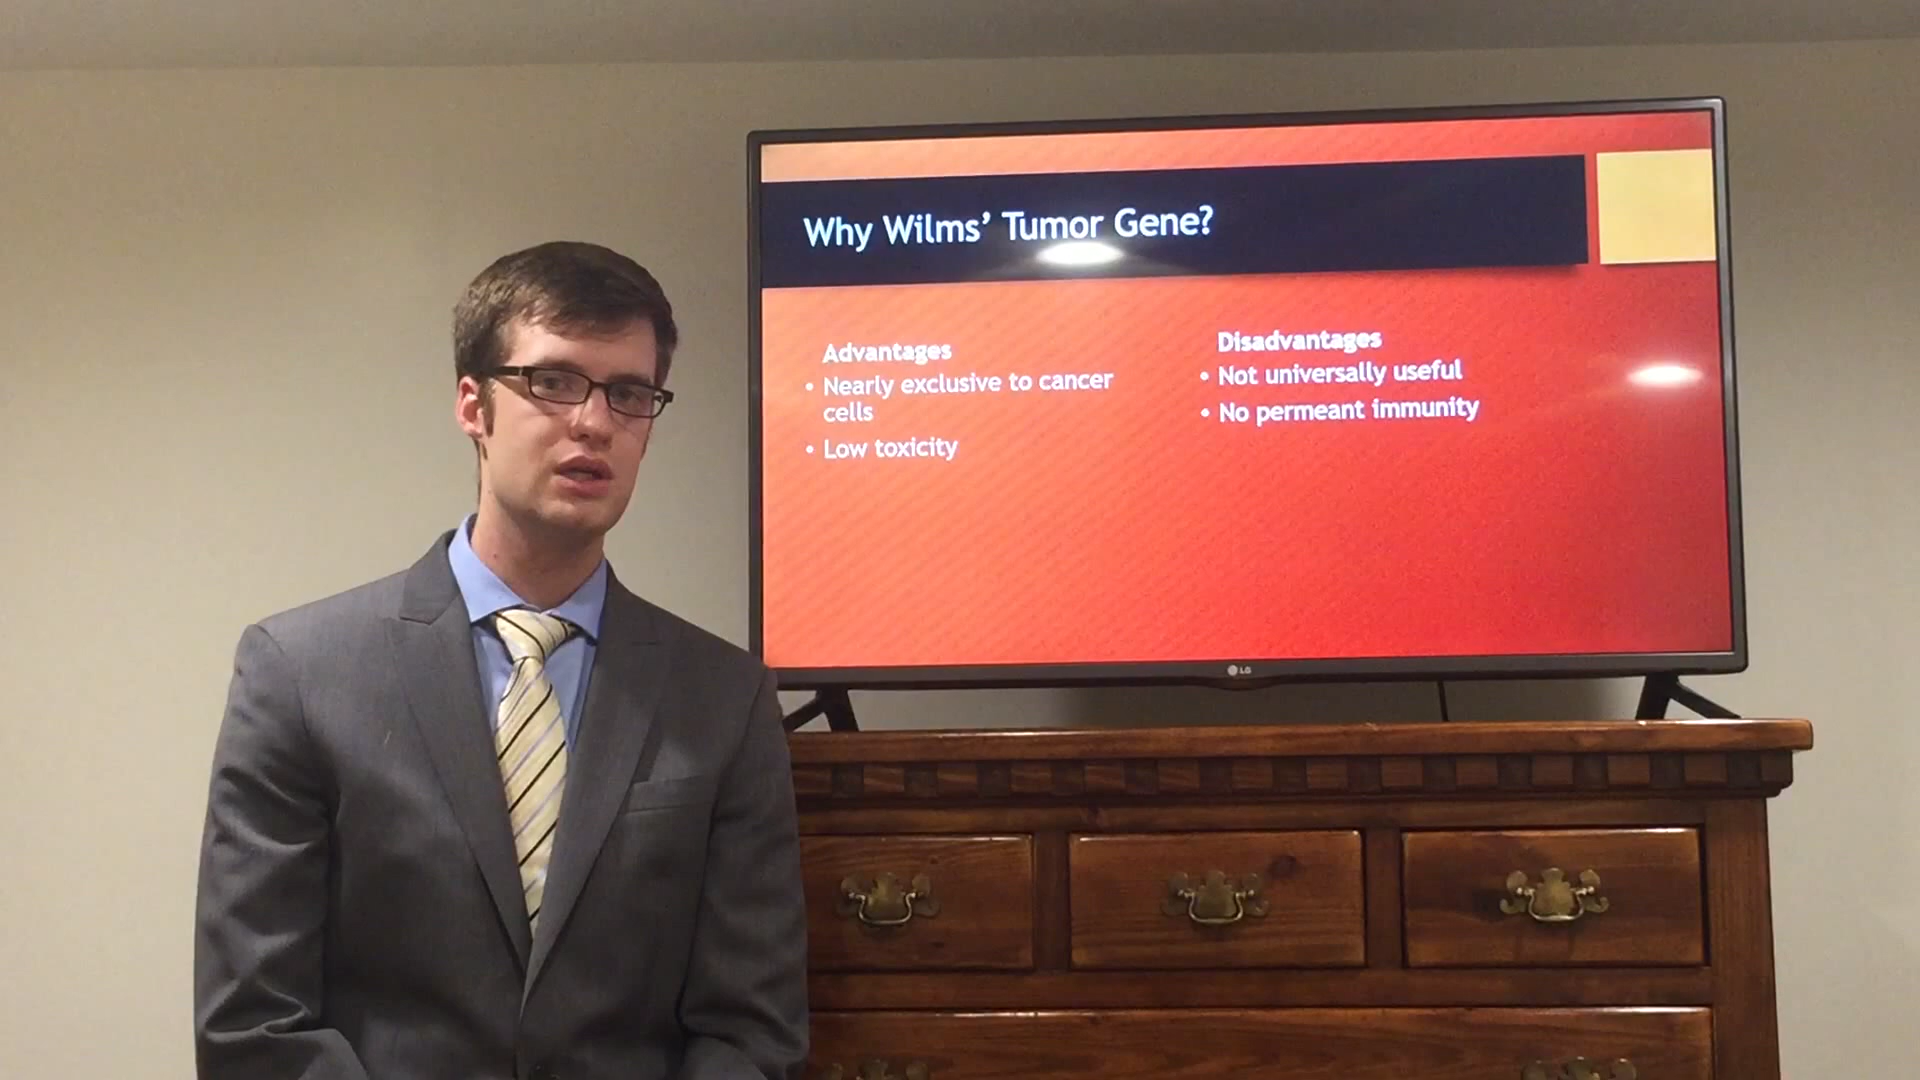 Why Wilms’ Tumor Gene?
Advantages
• Nearly exclusive to cancer
cells
• Low toxicity
Disadvantages
• Not universally useful
• No permeant immunity
LG